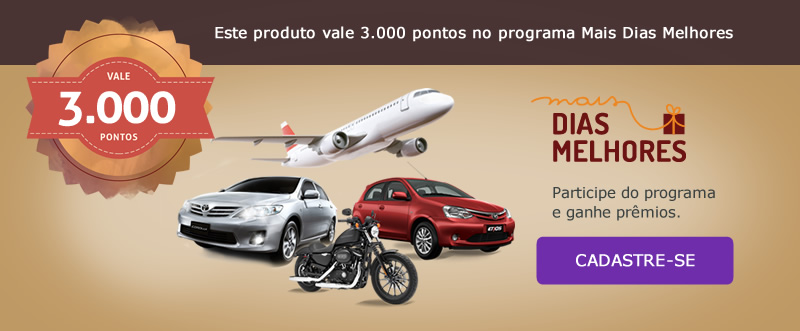 Este produto vale 3.000 pontos no programa Mais Dias Melhores
VALE
3.000
PONTOS
mais
DIAS
MELHORES
Participe do programa
e ganhe prêmios.
CADASTRE-SE
ETIOS